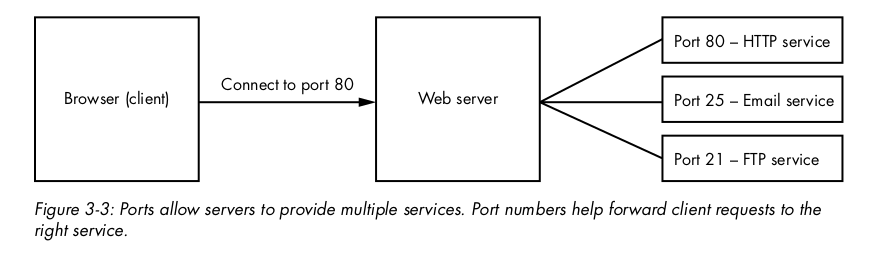 Browser (client)
Connect to port 80
Web server
Port 80 – HTTP service
Port 25 – Email service
Port 21 – FTP service
Figure 3-3: Ports allow servers to provide multiple services. Port numbers help forward client requests to the
right service.